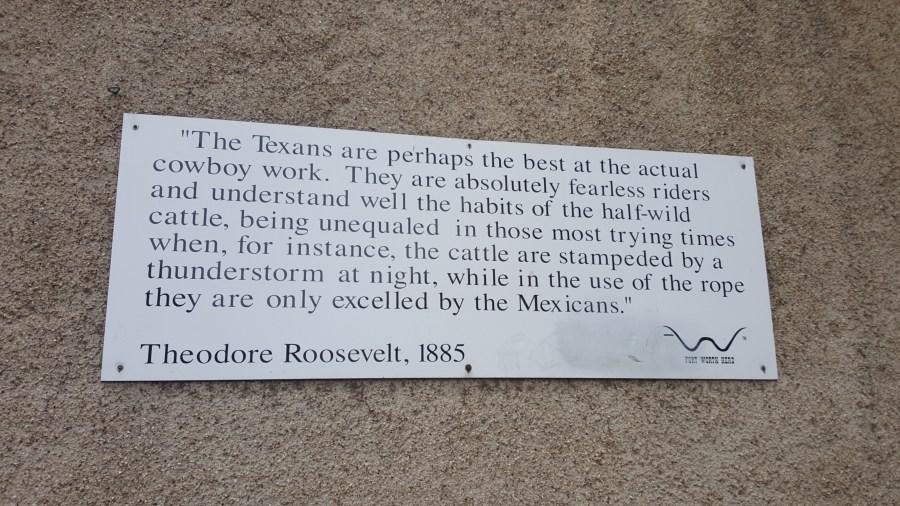 "The Texans are perhaps the best at the actual
cowboy work. They are absolutely fearless riders
and understand well the habits of the half-wild
cattle, being unequaled in those most trying times
when, for instance, the cattle are stampeded by a
thunderstorm at night, while in the use of the rope
they are only excelled by the Mexicans."
Theodore Roosevelt, 1885
FORT WORTH HERD